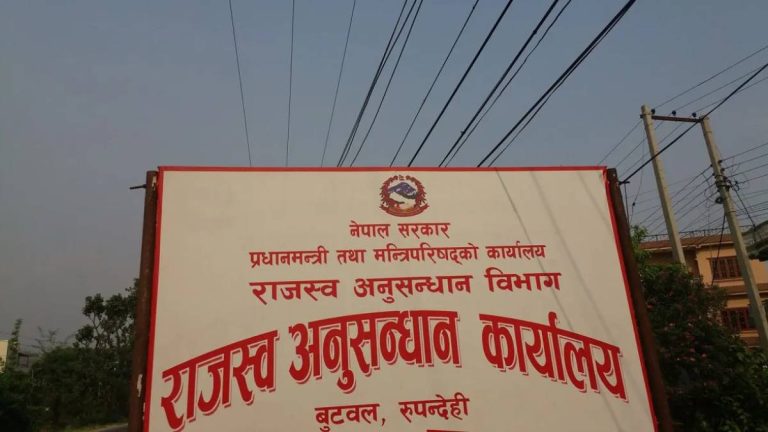 नेपाल सरकार
प्रधानमन्त्री तथा मन्त्रिपरिषद्को कार्यालय
राजस्व अनुसन्धान विभाग
राजस्व अनुसन्धान कार्यालय
बुटवल, रुपन्देही